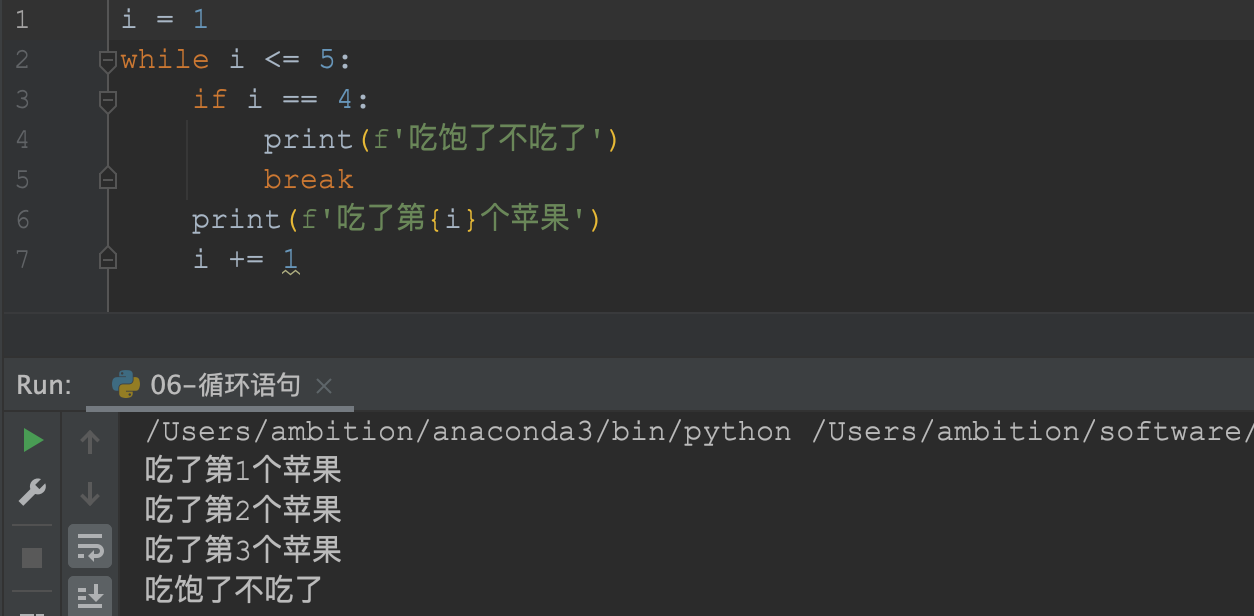 1 i = 1
2 while i <= 5:
3 if i == 4:
4 print(f'吃饱了不吃了')
5 break
6 print(f'吃了第{i}个苹果')
7 i += 1
Run: 06-循环语句 ×
/Users/ambition/anaconda3/bin/python /Users/ambition/software/
吃了第1个苹果
吃了第2个苹果
吃了第3个苹果
吃饱了不吃了